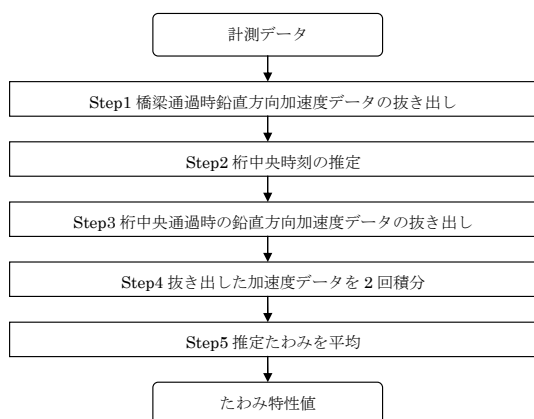 計測データ
Step1 橋梁通過時鉛直方向加速度データの抜き出し
Step2 桁中央時刻の推定
Step3 桁中央通過時の鉛直方向加速度データの抜き出し
Step4 抜き出した加速度データを 2 回積分
Step5 推定たわみを平均
たわみ特性値